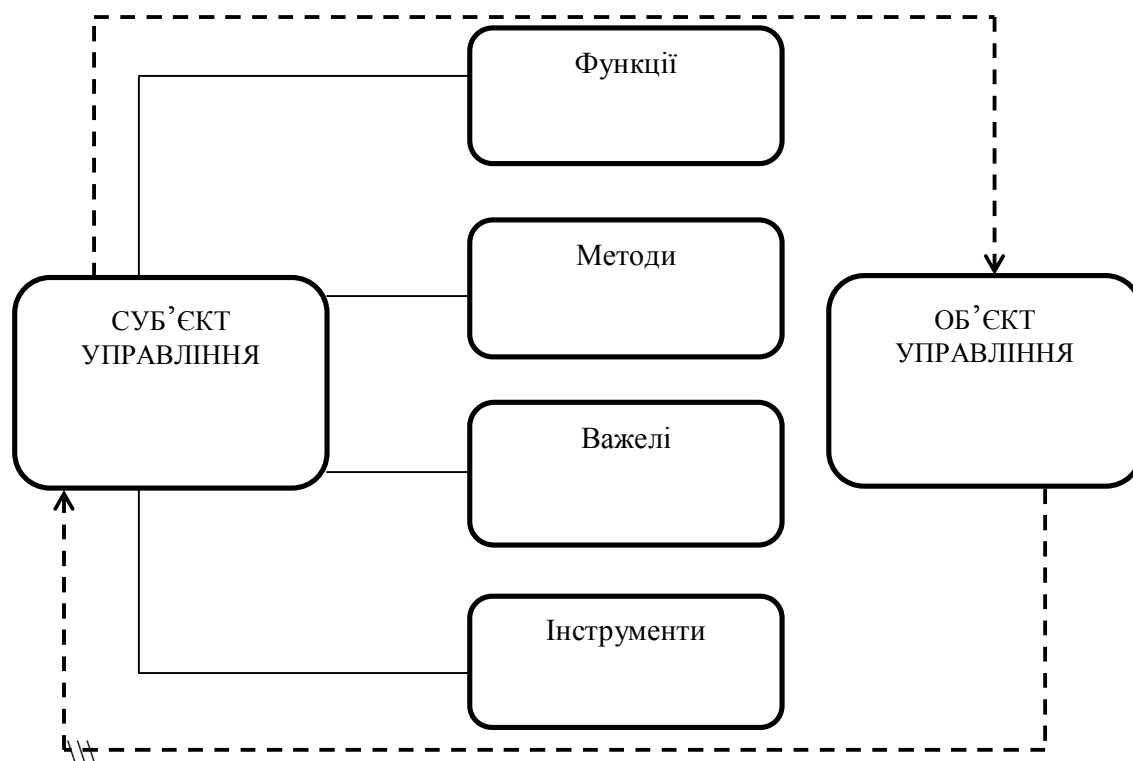 Функції
Методи
СУБ’ЄКТ
УПРАВЛІННЯ
ОБ’ЄКТ
УПРАВЛІННЯ
Важелі
Інструменти